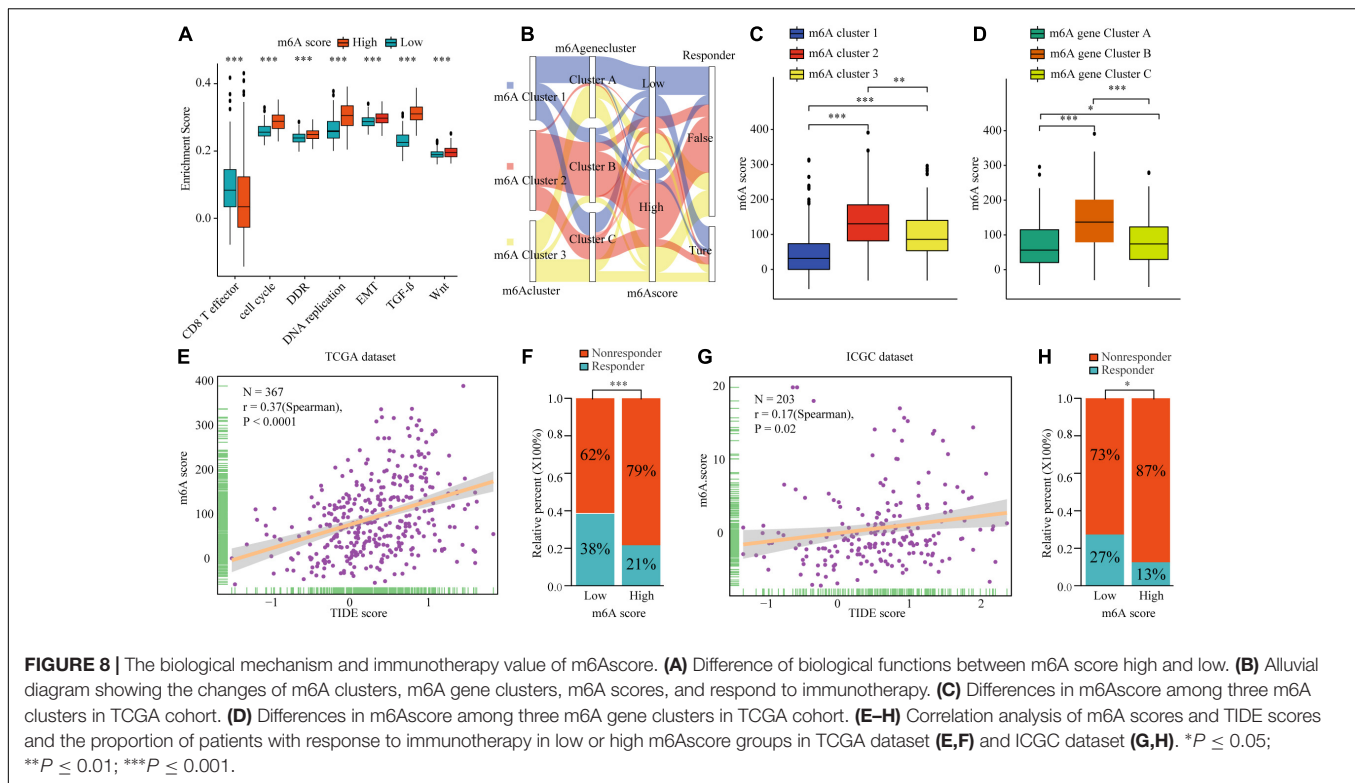 A
m6A score High Low
*** *** *** *** *** *** ***
Enrichment Score
0.4
0.2
0.0
CD8 T effector
cell cycle
DDR
DNA replication
EMT
TGF-ß
Wnt
B
m6Agenecluster
Responder
Cluster A
Low
m6A Cluster 1
False
Cluster B
m6A Cluster 2
High
Cluster C
Ture
m6A Cluster 3
m6Acluster
m6Ascore
C
m6A cluster 1
m6A cluster 2
m6A cluster 3
**
***
***
m6A score
400
300
200
100
0
D
m6A gene Cluster A
m6A gene Cluster B
m6A gene Cluster C
***
*
***
m6A score
400
300
200
100
0
E
TCGA dataset
N = 367
r = 0.37(Spearman),
P < 0.0001
m6A score
400
300
200
100
0
−1 0 1
TIDE score
F
Nonresponder
Responder
***
Relative percent (X100%)
1.0
0.8
0.6
0.4
0.2
0.0
62%
79%
38%
21%
Low High
m6A score
G
ICGC dataset
N = 203
r = 0.17(Spearman),
P = 0.02
m6A.score
20
10
0
−1 0 1 2
TIDE score
H
Nonresponder
Responder
*
Relative percent (X100%)
1.0
0.8
0.6
0.4
0.2
0.0
73%
87%
27%
13%
Low High
m6A score
FIGURE 8 | The biological mechanism and immunotherapy value of m6Ascore. (A) Difference of biological functions between m6A score high and low. (B) Alluvial
diagram showing the changes of m6A clusters, m6A gene clusters, m6A scores, and respond to immunotherapy. (C) Differences in m6Ascore among three m6A
clusters in TCGA cohort. (D) Differences in m6Ascore among three m6A gene clusters in TCGA cohort. (E–H) Correlation analysis of m6A scores and TIDE scores
and the proportion of patients with response to immunotherapy in low or high m6Ascore groups in TCGA dataset (E,F) and ICGC dataset (G,H). *P ≤ 0.05;
**P ≤ 0.01; ***P ≤ 0.001.